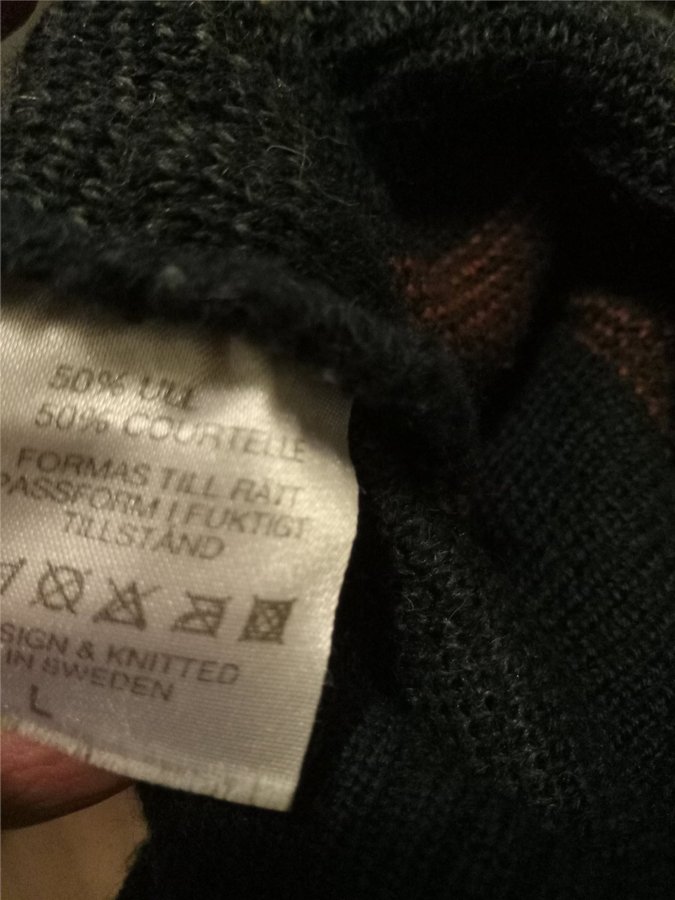 50% ULL
50% COURTELLE
FORMAS TILL RÄTT
PASSFORM I FUKTIGT
TILLSTÅND
SIGN & KNITTED
IN SWEDEN
L